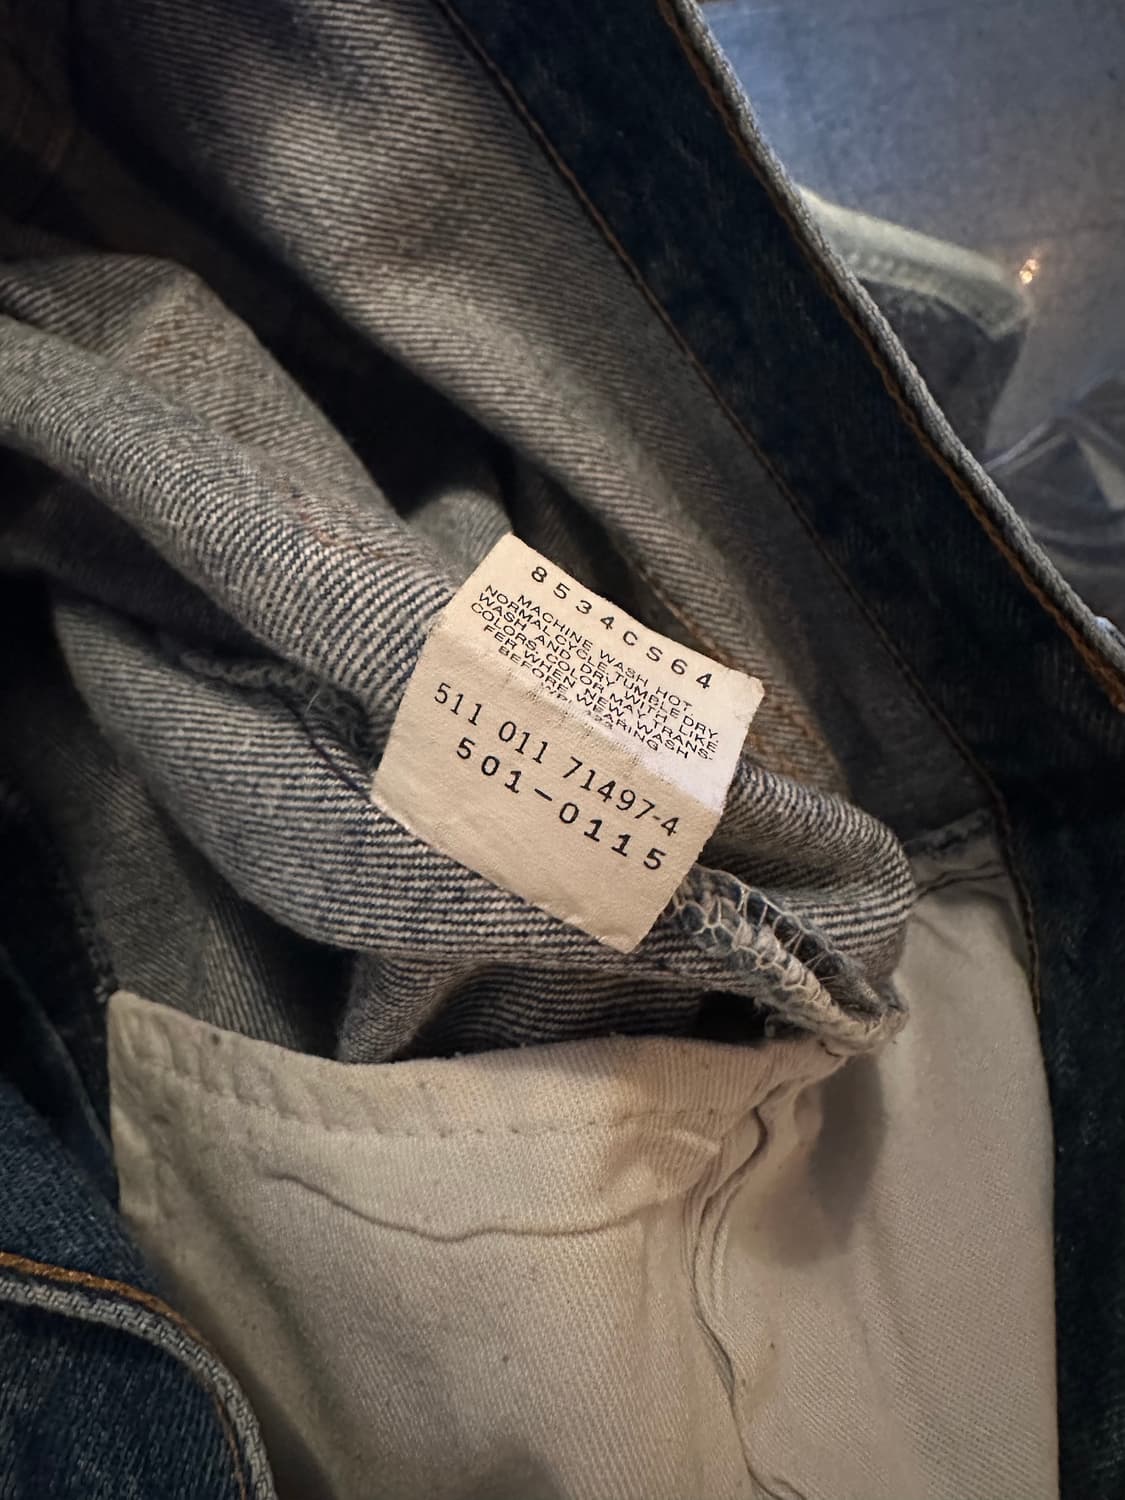 8534CS64
MACHINE WASH HOT
NORMAL CYCLE, TUMBLE DRY
WASH AND DRY WITH LIKE
COLORS, COLOR MAY TRANS-
FER WHEN NEW, WASH
BEFORE WEARING
511 011 71497-4
501-0115